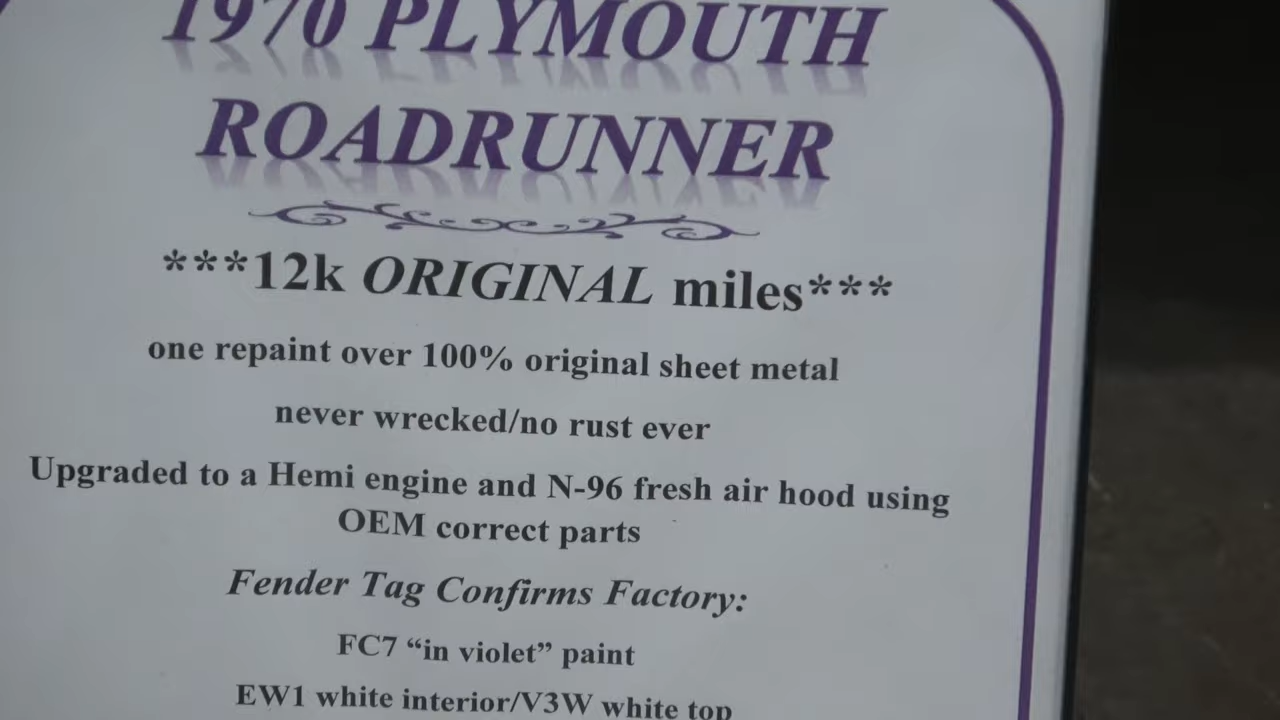 1970 PLYMOUTH
ROADRUNNER
***12k ORIGINAL miles***
one repaint over 100% original sheet metal
never wrecked/no rust ever
Upgraded to a Hemi engine and N-96 fresh air hood using
OEM correct parts
Fender Tag Confirms Factory:
FC7 “in violet” paint
EW1 white interior/V3W white top